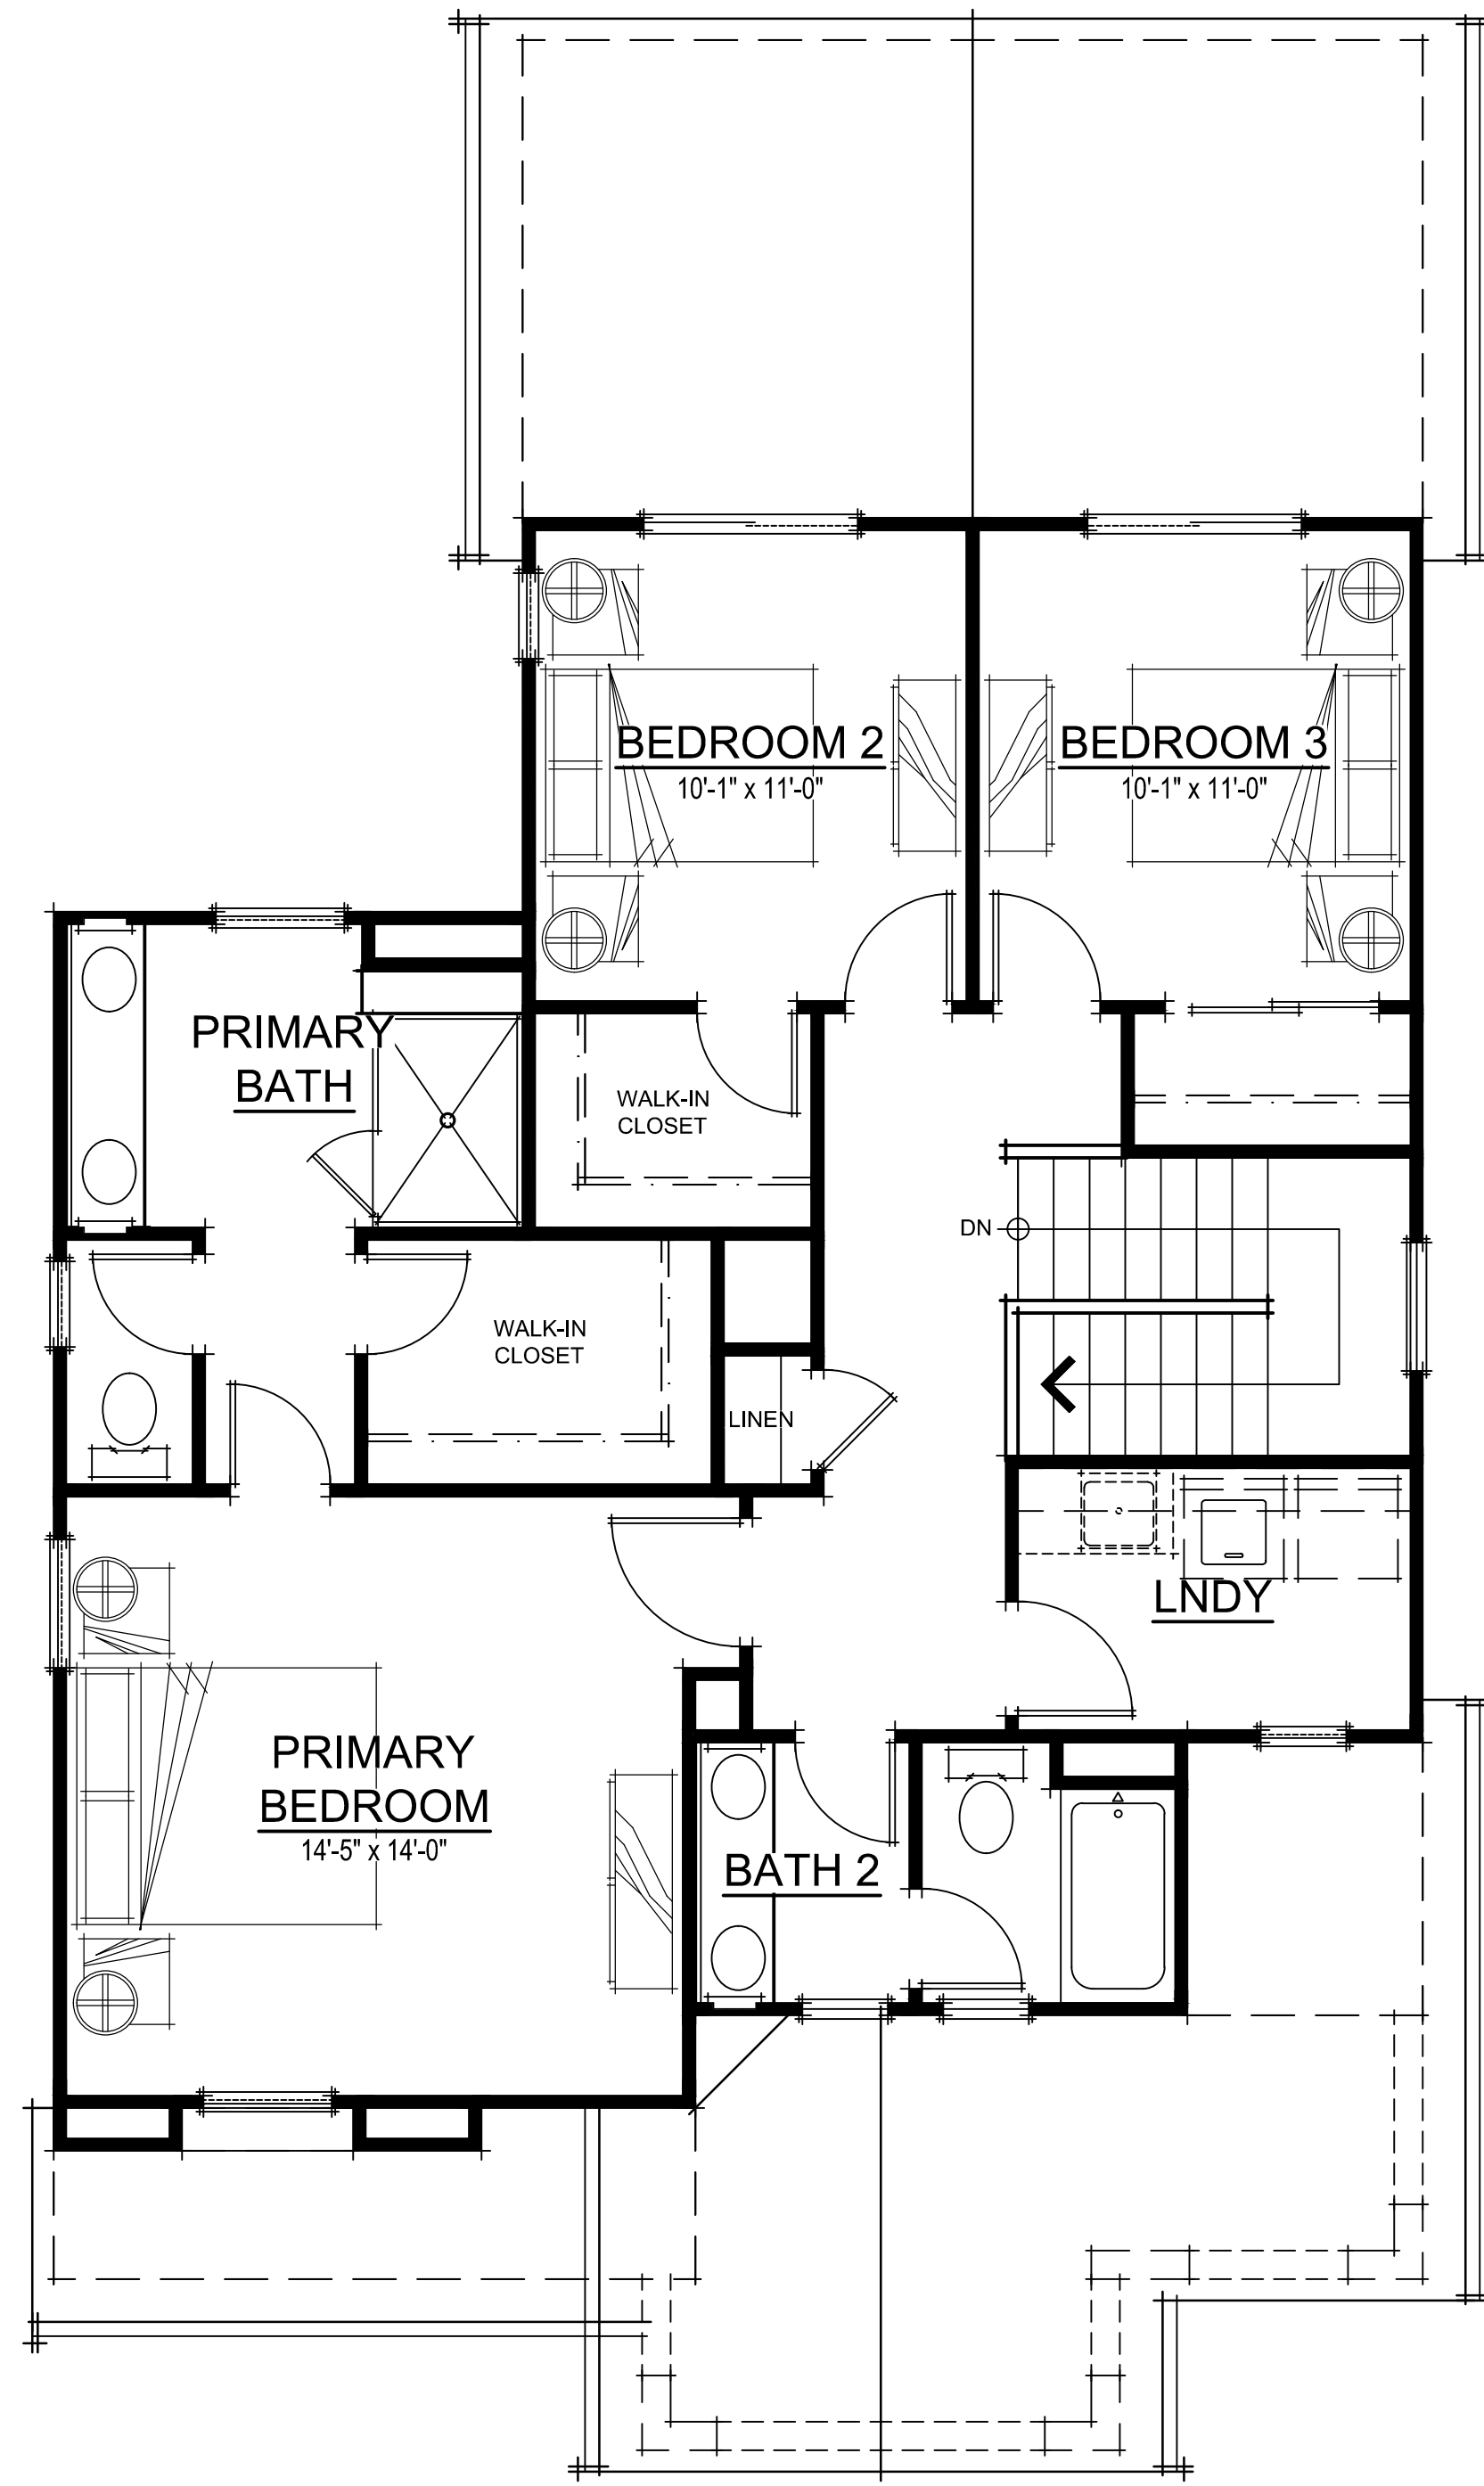 BEDROOM 2
10'-1" x 11'-0"
BEDROOM 3
10'-1" x 11'-0"
PRIMARY
BATH
WALK-IN
CLOSET
DN
WALK-IN
CLOSET
LINEN
LNDY
PRIMARY
BEDROOM
14'-5" x 14'-0"
BATH 2